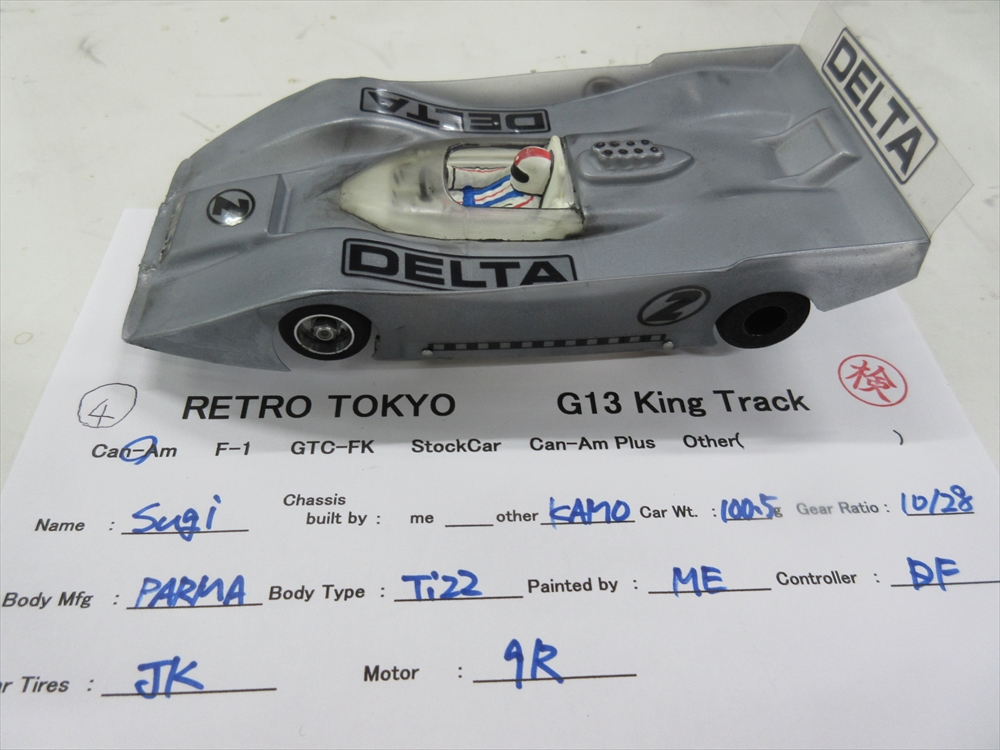 DELTA
DELTA
2
DELTA
2
④ RETRO TOKYO G13 King Track 検
Can-Am F-1 GTC-FK StockCar Can-Am Plus Other( )
Name : Sugi Chassis built by : me other KAMO Car Wt. : 100.5g Gear Ratio : 10/28
Body Mfg : PARMA Body Type : Ti22 Painted by : ME Controller : DF
r Tires : JK Motor : 9R